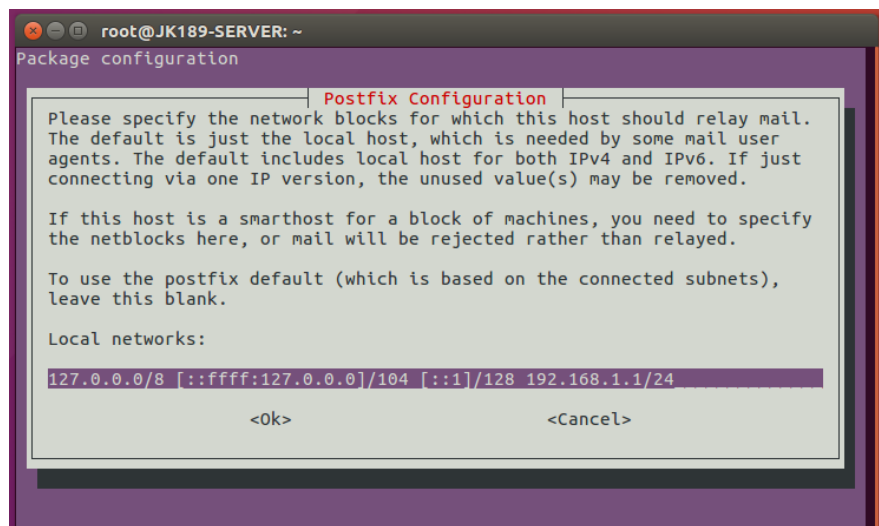 root@JK189-SERVER: ~
Package configuration
Postfix Configuration
Please specify the network blocks for which this host should relay mail.
The default is just the local host, which is needed by some mail user
agents. The default includes local host for both IPv4 and IPv6. If just
connecting via one IP version, the unused value(s) may be removed.
If this host is a smarthost for a block of machines, you need to specify
the netblocks here, or mail will be rejected rather than relayed.
To use the postfix default (which is based on the connected subnets),
leave this blank.
Local networks:
127.0.0.0/8 [::ffff:127.0.0.0]/104 [::1]/128 192.168.1.1/24
<Ok> <Cancel>